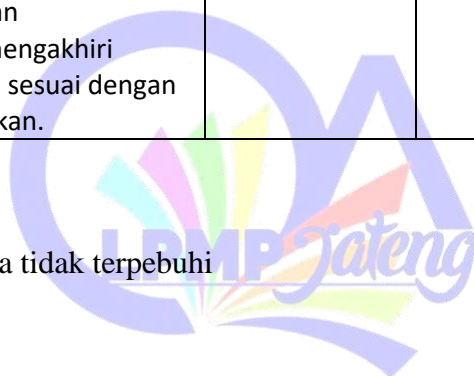 an
mengakhiri
sesuai dengan
kan.
LPMP Jateng
a tidak terpebuhi